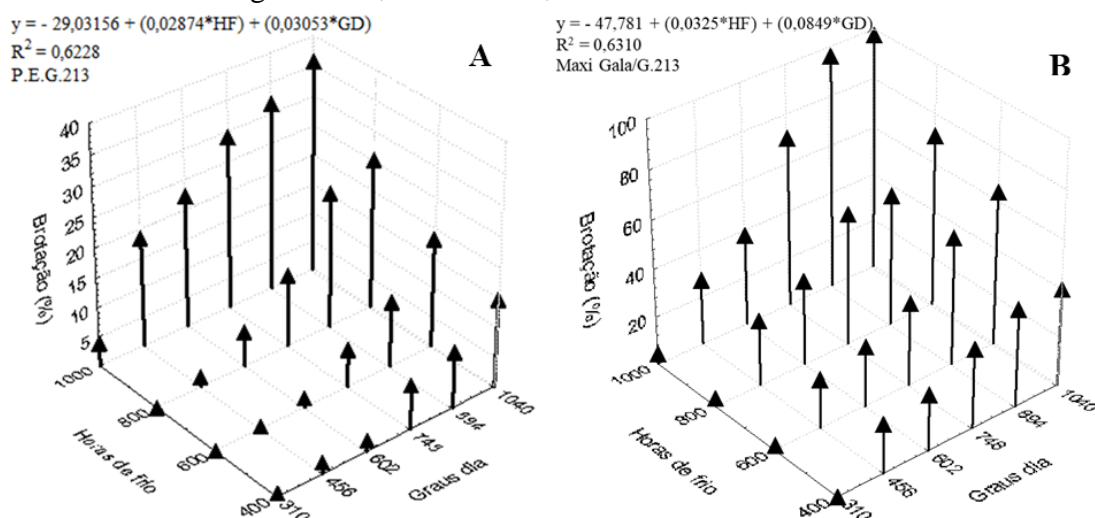 y = - 29,03156 + (0,02874*HF) + (0,03053*GD)
R² = 0,6228
P.E.G.213
A
40
35
30
25
20
15
10
5
Brotação (%)
1000
800
600
400
Horas de frio
310
456
602
745
894
1040
Graus dia
y = - 47,781 + (0,0325*HF) + (0,0849*GD)
R² = 0,6310
Maxi Gala/G.213
B
100
80
60
40
20
Brotação (%)
1000
800
600
400
Horas de frio
310
456
602
748
894
1040
Graus dia